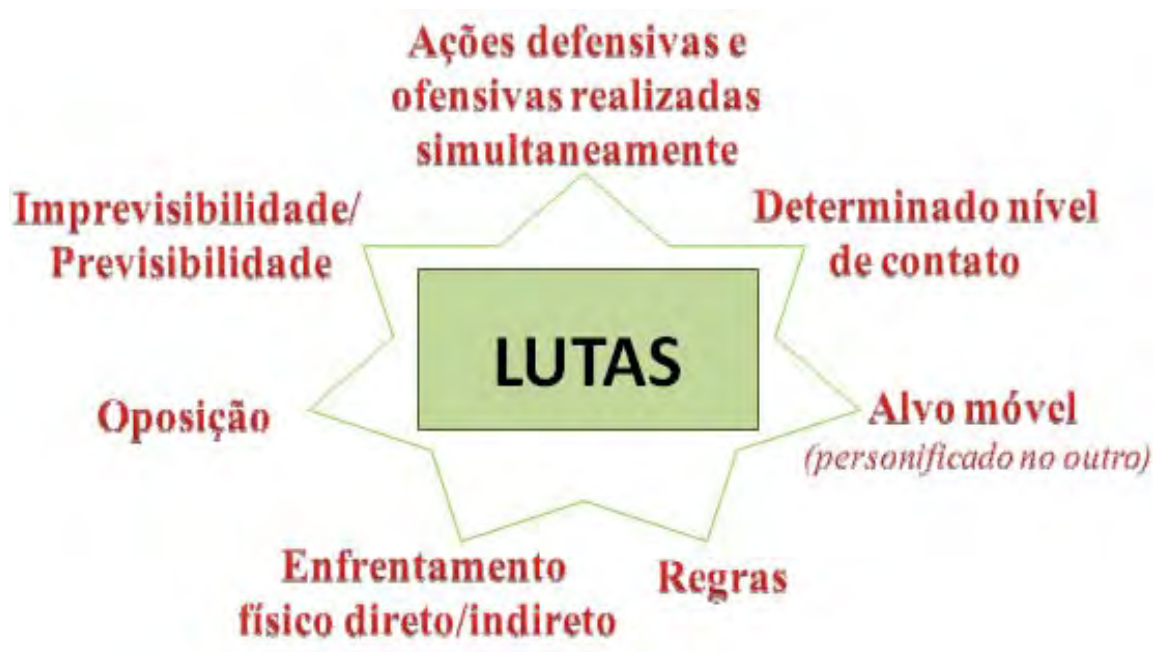 Ações defensivas e
ofensivas realizadas
simultaneamente
Imprevisibilidade/
Previsibilidade
Determinado nível
de contato
LUTAS
Oposição
Alvo móvel
(personificado no outro)
Enfrentamento
físico direto/indireto
Regras